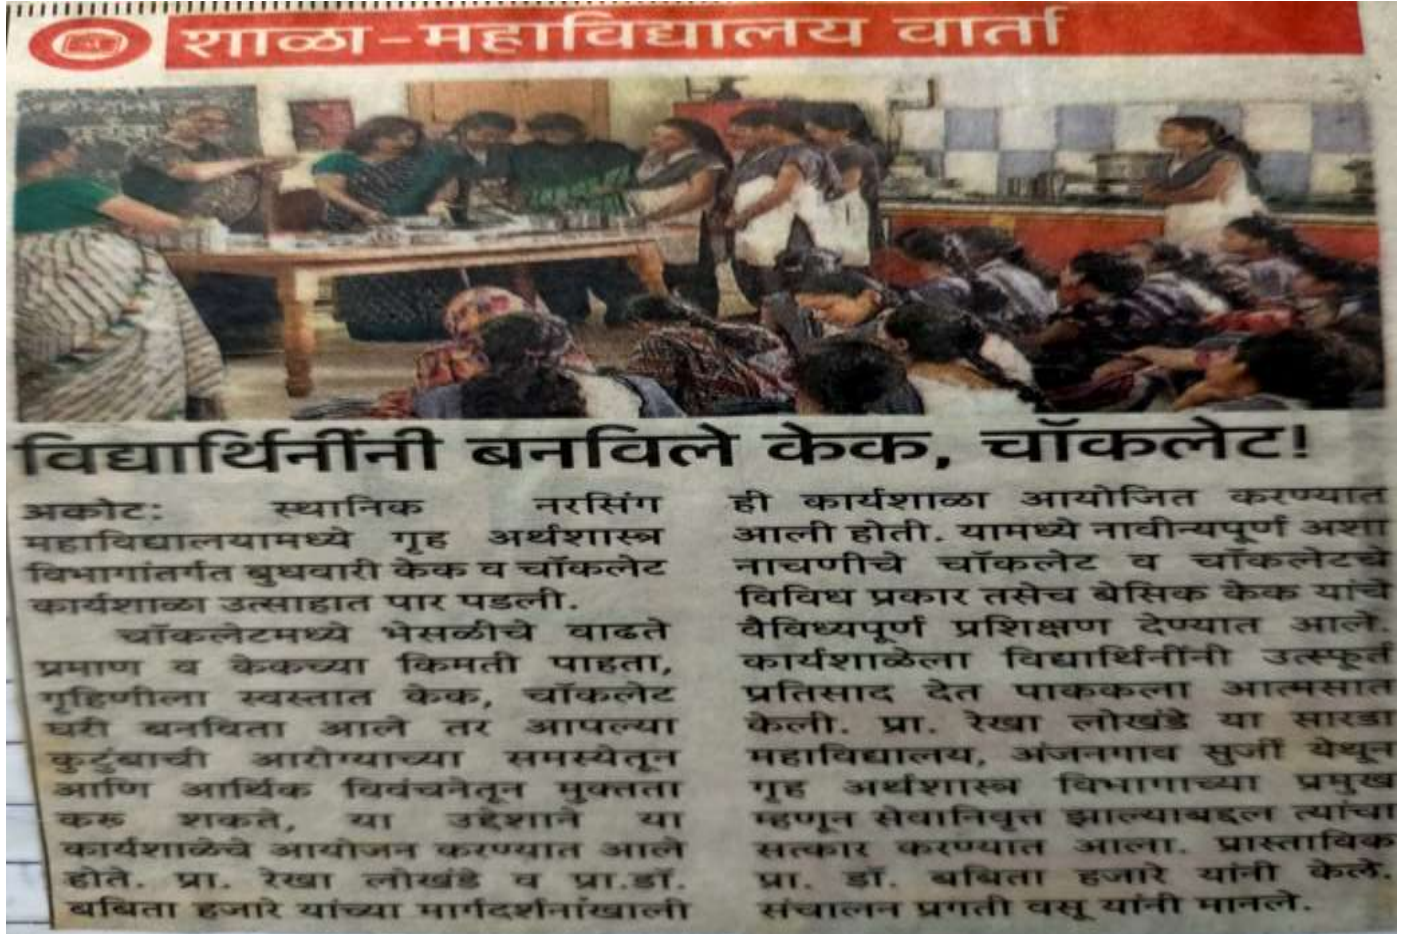 शाळा-महाविद्यालय वार्ता
विद्यार्थिनींनी बनविले केक, चॉकलेट!
अकोट: स्थानिक नरसिंग
महाविद्यालयामध्ये गृह अर्थशास्त्र
विभागांतर्गत बुधवारी केक व चॉकलेट
कार्यशाळा उत्साहात पार पडली.
चॉकलेटमध्ये भेसळीचे वाढते
प्रमाण व केकच्या किमती पाहता,
गृहिणीला स्वस्तात केक, चॉकलेट
घरी बनविता आले तर आपल्या
कुटुंबाची आरोग्याच्या समस्येतून
आणि आर्थिक विवंचनेतून मुक्तता
करू शकते, या उद्देशाने या
कार्यशाळेचे आयोजन करण्यात आले
होते. प्रा. रेखा लोखंडे व प्रा.डॉ.
बबिता हजारे यांच्या मार्गदर्शनांखाली
ही कार्यशाळा आयोजित करण्यात
आली होती. यामध्ये नावीन्यपूर्ण अशा
नाचणीचे चॉकलेट व चॉकलेटचे
विविध प्रकार तसेच बेसिक केक यांचे
वैविध्यपूर्ण प्रशिक्षण देण्यात आले.
कार्यशाळेला विद्यार्थिनींनी उत्स्फूर्त
प्रतिसाद देत पाककला आत्मसात
केली. प्रा. रेखा लोखंडे या सारडा
महाविद्यालय, अंजनगाव सुर्जी येथून
गृह अर्थशास्त्र विभागाच्या प्रमुख
म्हणून सेवानिवृत्त झाल्याबद्दल त्यांचा
सत्कार करण्यात आला. प्रास्ताविक
प्रा. डॉ. बबिता हजारे यांनी केले.
संचालन प्रगती वसू यांनी मानले.